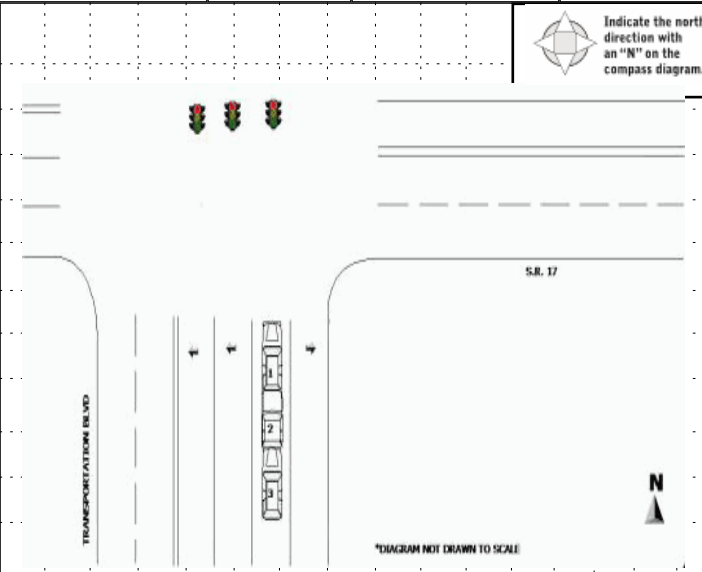 Indicate the north
direction with
an “N” on the
compass diagram.
S.R. 17
1
2
3
TRANSPORTATION BLVD
N
*DIAGRAM NOT DRAWN TO SCALE